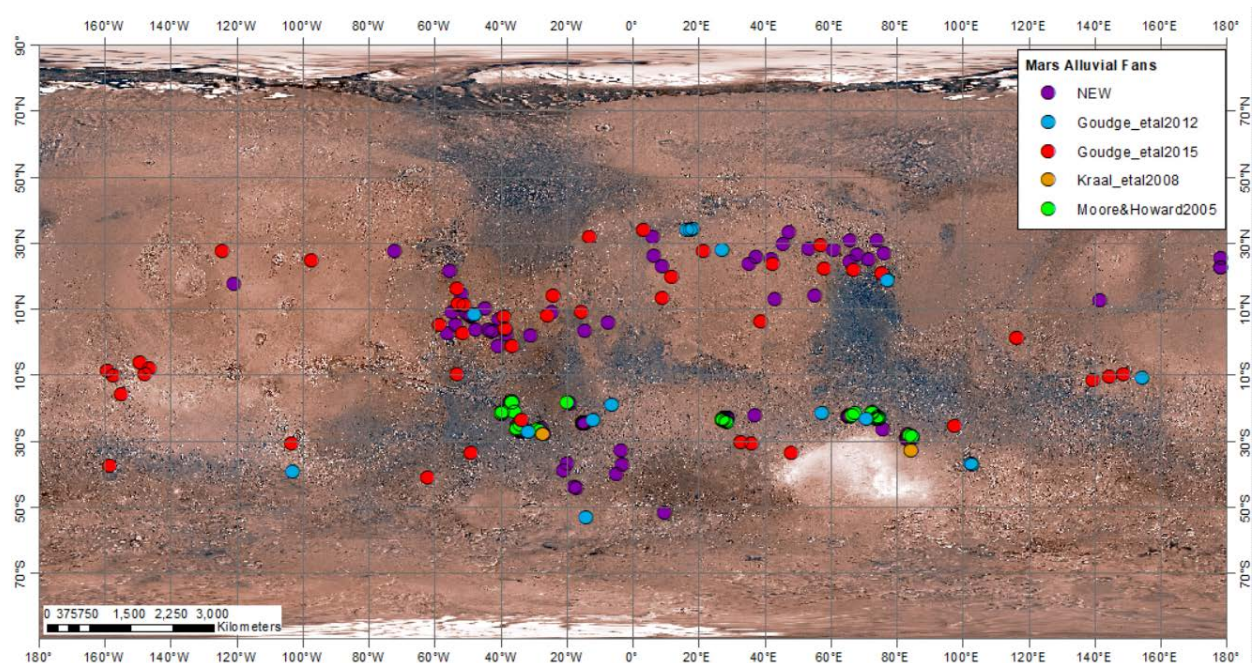 160°W 140°W 120°W 100°W 80°W 60°W 40°W 20°W 0° 20°E 40°E 60°E 80°E 100°E 120°E 140°E 160°E 180°
90°
70°N 70°N
50°N 50°N
30°N 30°N
10°N 10°N
10°S 10°S
30°S 30°S
50°S 50°S
70°S 70°S
Mars Alluvial Fans
NEW
Goudge_etal2012
Goudge_etal2015
Kraal_etal2008
Moore&Howard2005
0 375750 1,500 2,250 3,000
Kilometers
160°W 140°W 120°W 100°W 80°W 60°W 40°W 20°W 0° 20°E 40°E 60°E 80°E 100°E 120°E 140°E 160°E 180°